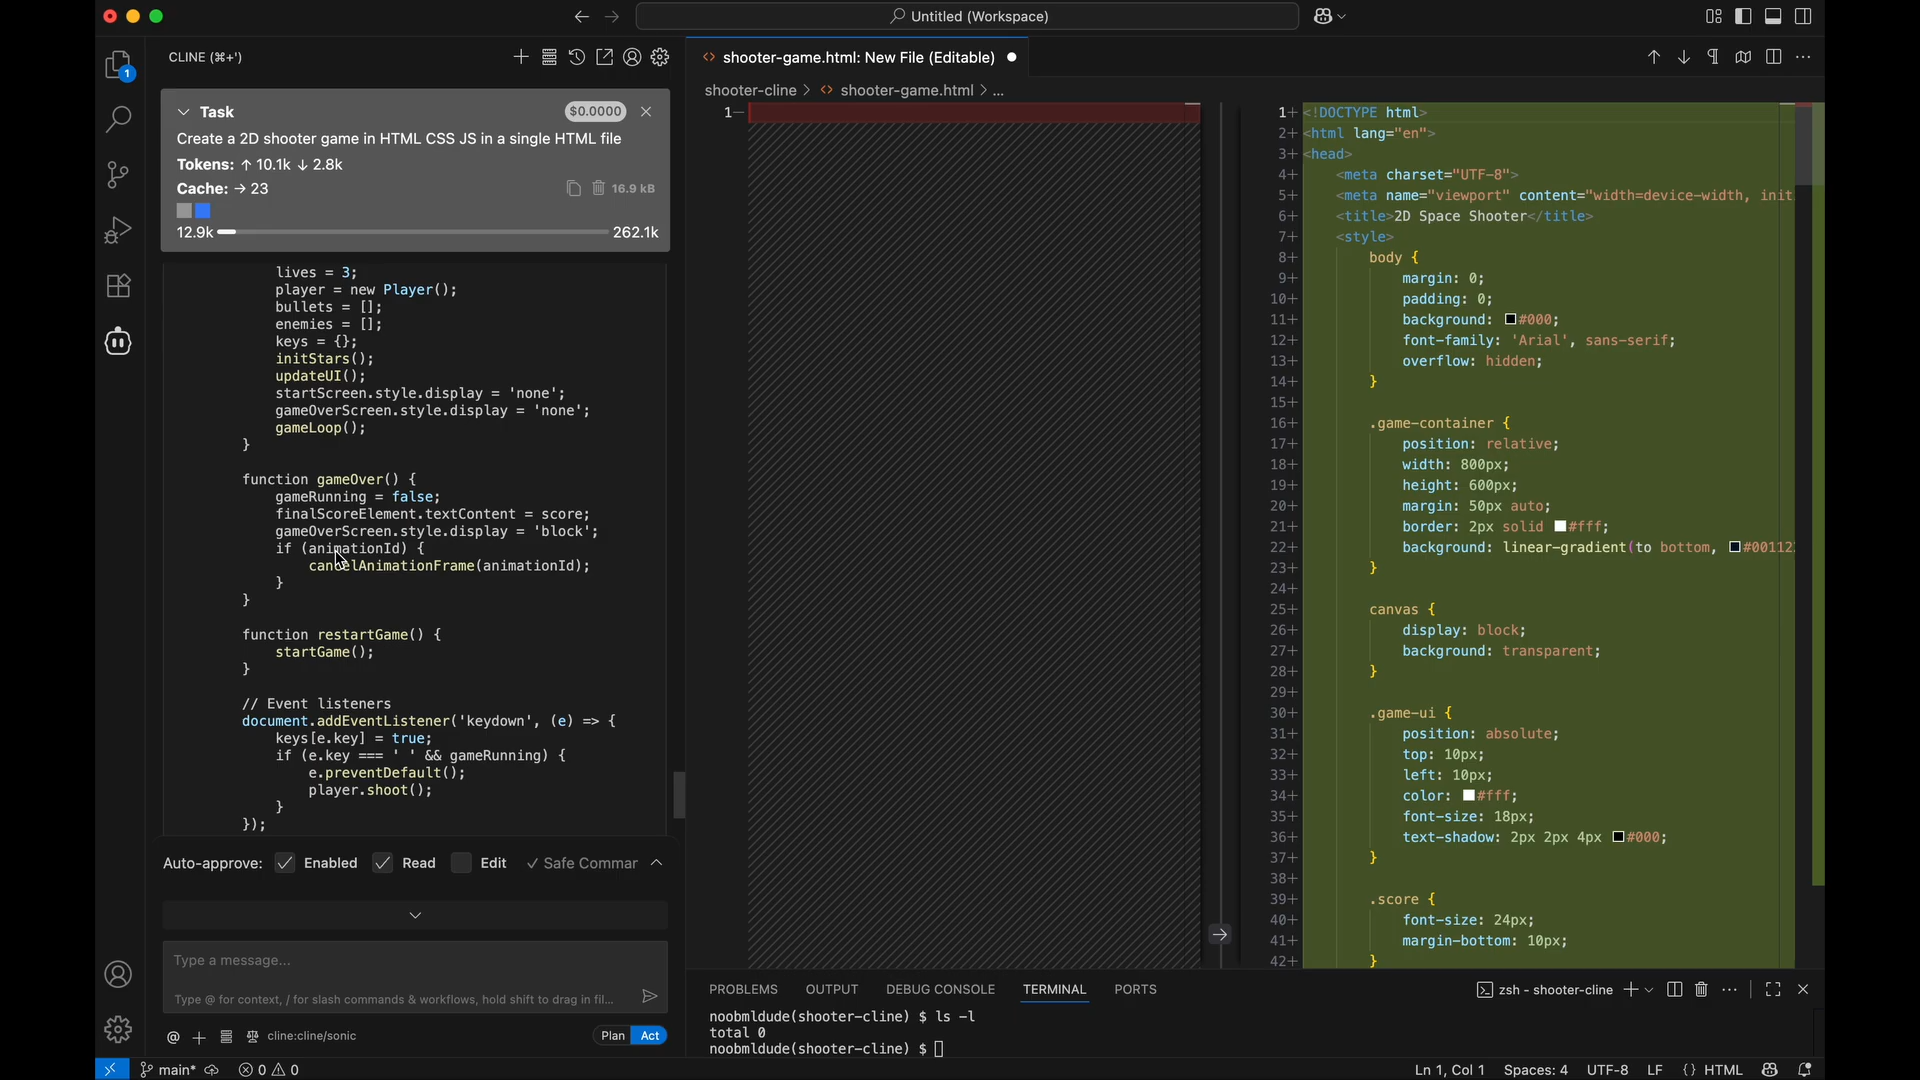 Untitled (Workspace)
CLINE (⌘+')
1
Task
$0.0000
Create a 2D shooter game in HTML CSS JS in a single HTML file
Tokens: ↑ 10.1k ↓ 2.8k
Cache: → 23
16.9 kB
12.9k
262.1k
lives = 3;
player = new Player();
bullets = [];
enemies = [];
keys = {};
initStars();
updateUI();
startScreen.style.display = 'none';
gameOverScreen.style.display = 'none';
gameLoop();
}
function gameOver() {
gameRunning = false;
finalScoreElement.textContent = score;
gameOverScreen.style.display = 'block';
if (animationId) {
cancelAnimationFrame(animationId);
}
}
function restartGame() {
startGame();
}
// Event listeners
document.addEventListener('keydown', (e) => {
keys[e.key] = true;
if (e.key === ' ' && gameRunning) {
e.preventDefault();
player.shoot();
}
});
Auto-approve: Enabled Read Edit Safe Commar
Type a message...
Type @ for context, / for slash commands & workflows, hold shift to drag in fil...
@ + cline:cline/sonic
Plan Act
shooter-game.html: New File (Editable)
shooter-cline > shooter-game.html > ...
1−
1+ <!DOCTYPE html>
2+ <html lang="en">
3+ <head>
4+ <meta charset="UTF-8">
5+ <meta name="viewport" content="width=device-width, init
6+ <title>2D Space Shooter</title>
7+ <style>
8+ body {
9+ margin: 0;
10+ padding: 0;
11+ background: #000;
12+ font-family: 'Arial', sans-serif;
13+ overflow: hidden;
14+ }
15+
16+ .game-container {
17+ position: relative;
18+ width: 800px;
19+ height: 600px;
20+ margin: 50px auto;
21+ border: 2px solid #fff;
22+ background: linear-gradient(to bottom, #00112
23+ }
24+
25+ canvas {
26+ display: block;
27+ background: transparent;
28+ }
29+
30+ .game-ui {
31+ position: absolute;
32+ top: 10px;
33+ left: 10px;
34+ color: #fff;
35+ font-size: 18px;
36+ text-shadow: 2px 2px 4px #000;
37+ }
38+
39+ .score {
40+ font-size: 24px;
41+ margin-bottom: 10px;
42+ }
PROBLEMS OUTPUT DEBUG CONSOLE TERMINAL PORTS
zsh - shooter-cline
noobmldude(shooter-cline) $ ls -l
total 0
noobmldude(shooter-cline) $
main* 0 0
Ln 1, Col 1 Spaces: 4 UTF-8 LF {} HTML